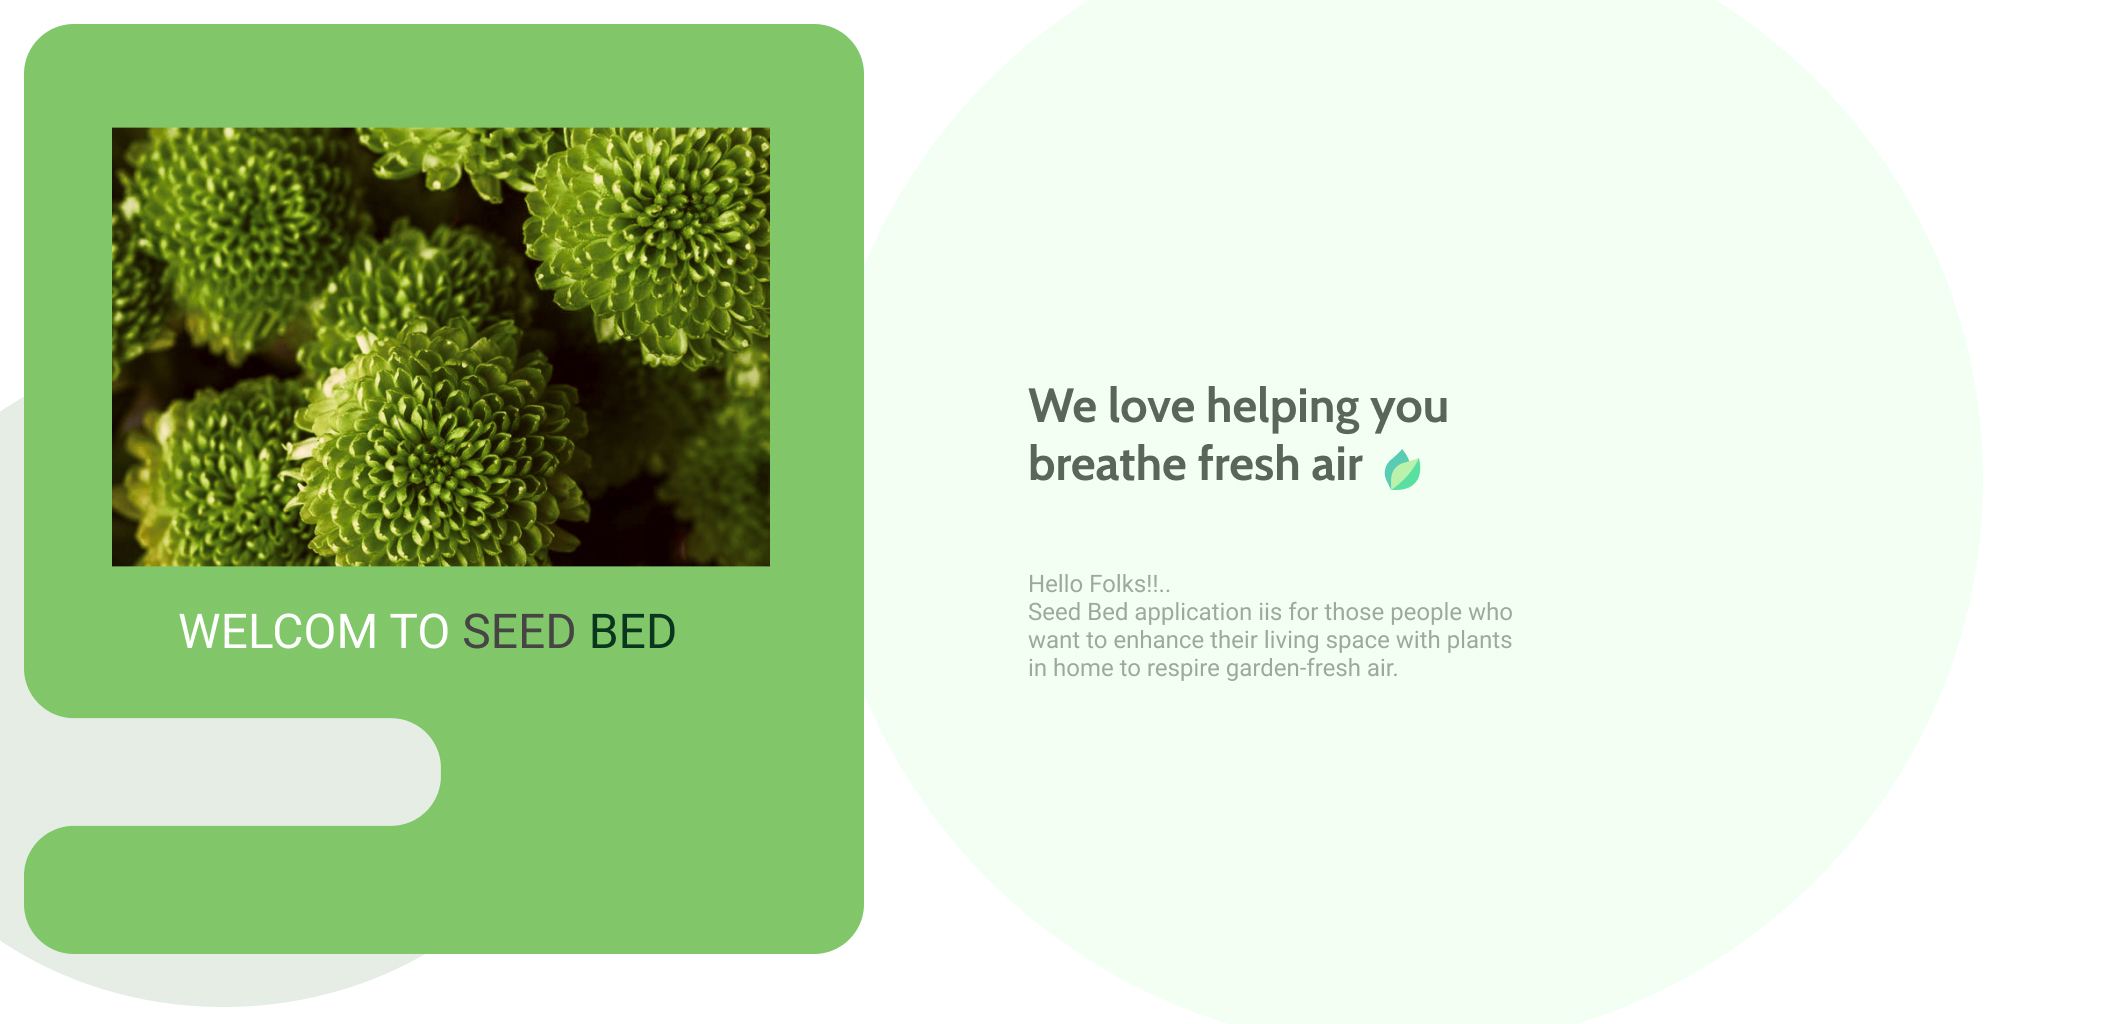 WELCOM TO SEED BED
We love helping you
breathe fresh air
Hello Folks!!..
Seed Bed application iis for those people who
want to enhance their living space with plants
in home to respire garden-fresh air.